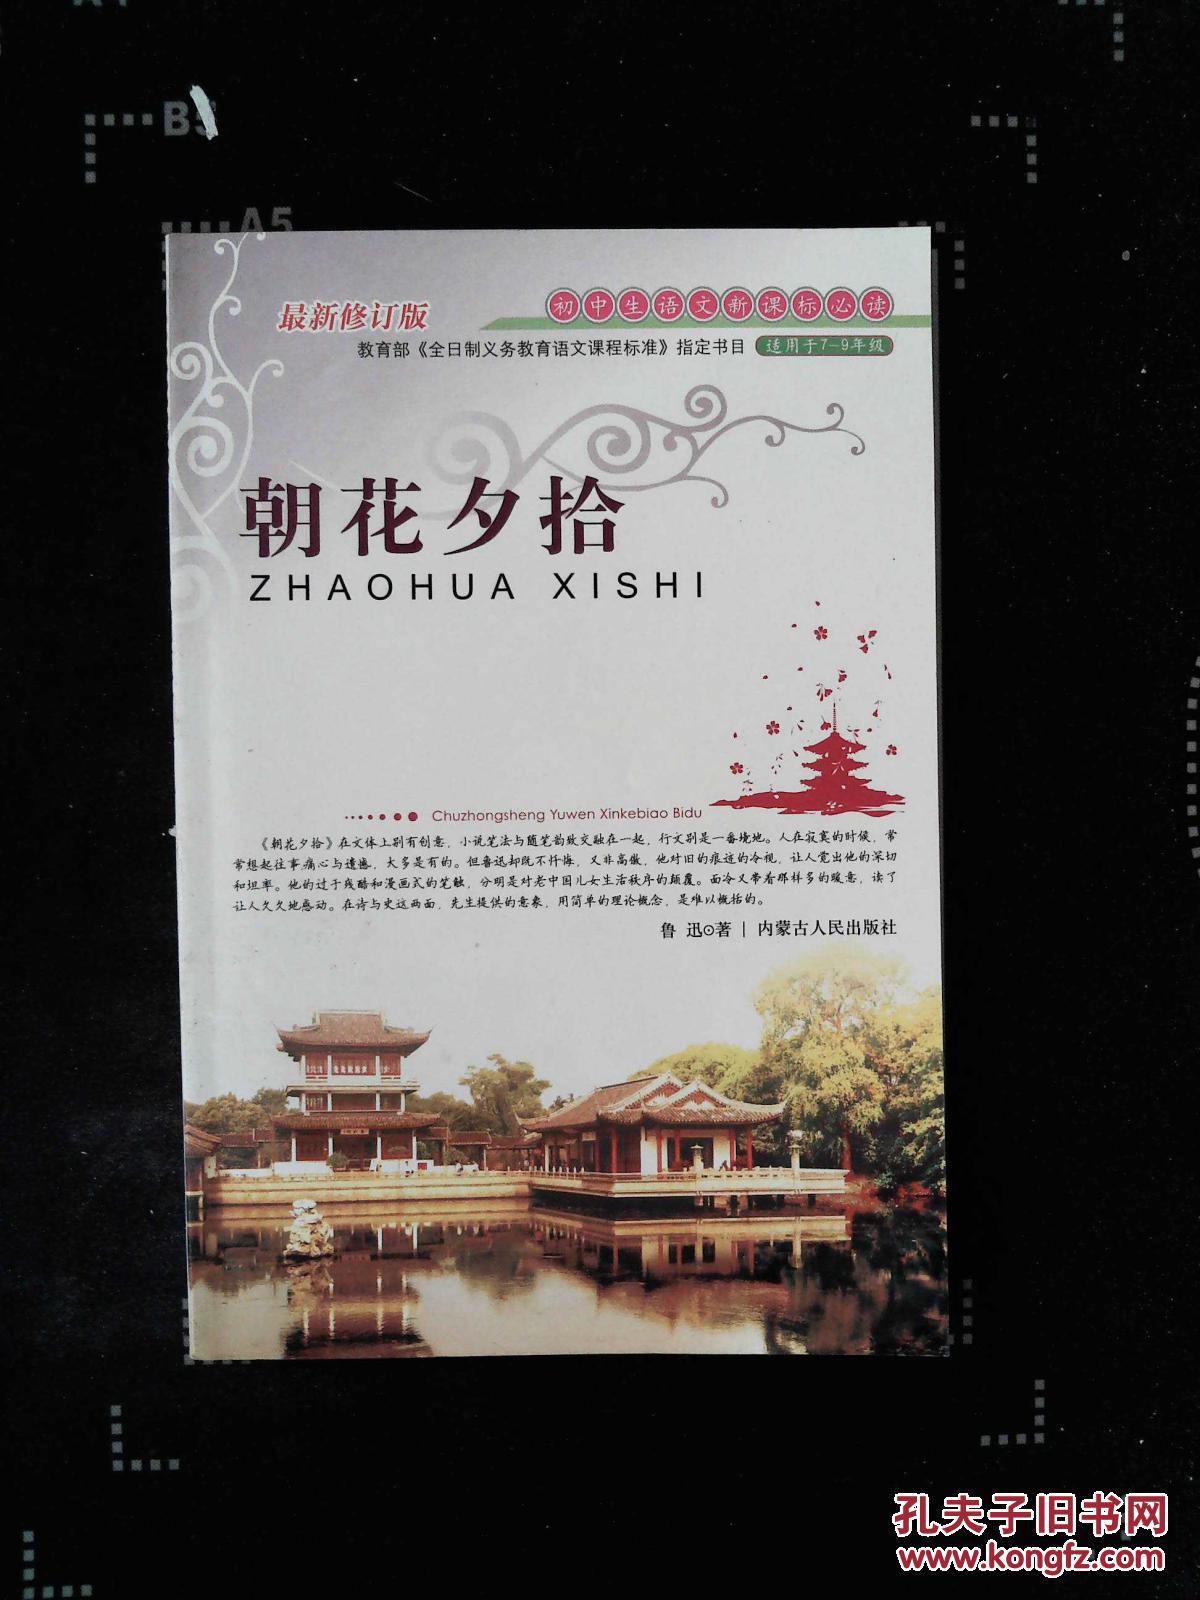 A5
最新修订版
初中生语文新课标必读
教育部《全日制义务教育语文课程标准》指定书目 适用于7-9年级
朝花夕拾
ZHAOHUA XISHI
Chuzhongsheng Yuwen Xinkebiao Bidu
《朝花夕拾》在文体上别有创意，小说笔法与随笔韵致交融在一起，行文别是一番境地。人在寂寞的时候，常
常想起往事,痛心与遗憾，大多是有的。但鲁迅却既不忏悔，又非高傲，他对旧的痕迹的冷视，让人觉出他的深切
和坦率。他的过于残酷和漫画式的笔触，分明是对老中国儿女生活秩序的颠覆。面冷又带着那样多的暖意，读了
让人久久地感动。在诗与史这两面，先生提供的意象，用简单的理论概念，是难以概括的。
鲁 迅⊙著 | 内蒙古人民出版社
孔夫子旧书网
www.kongfz.com